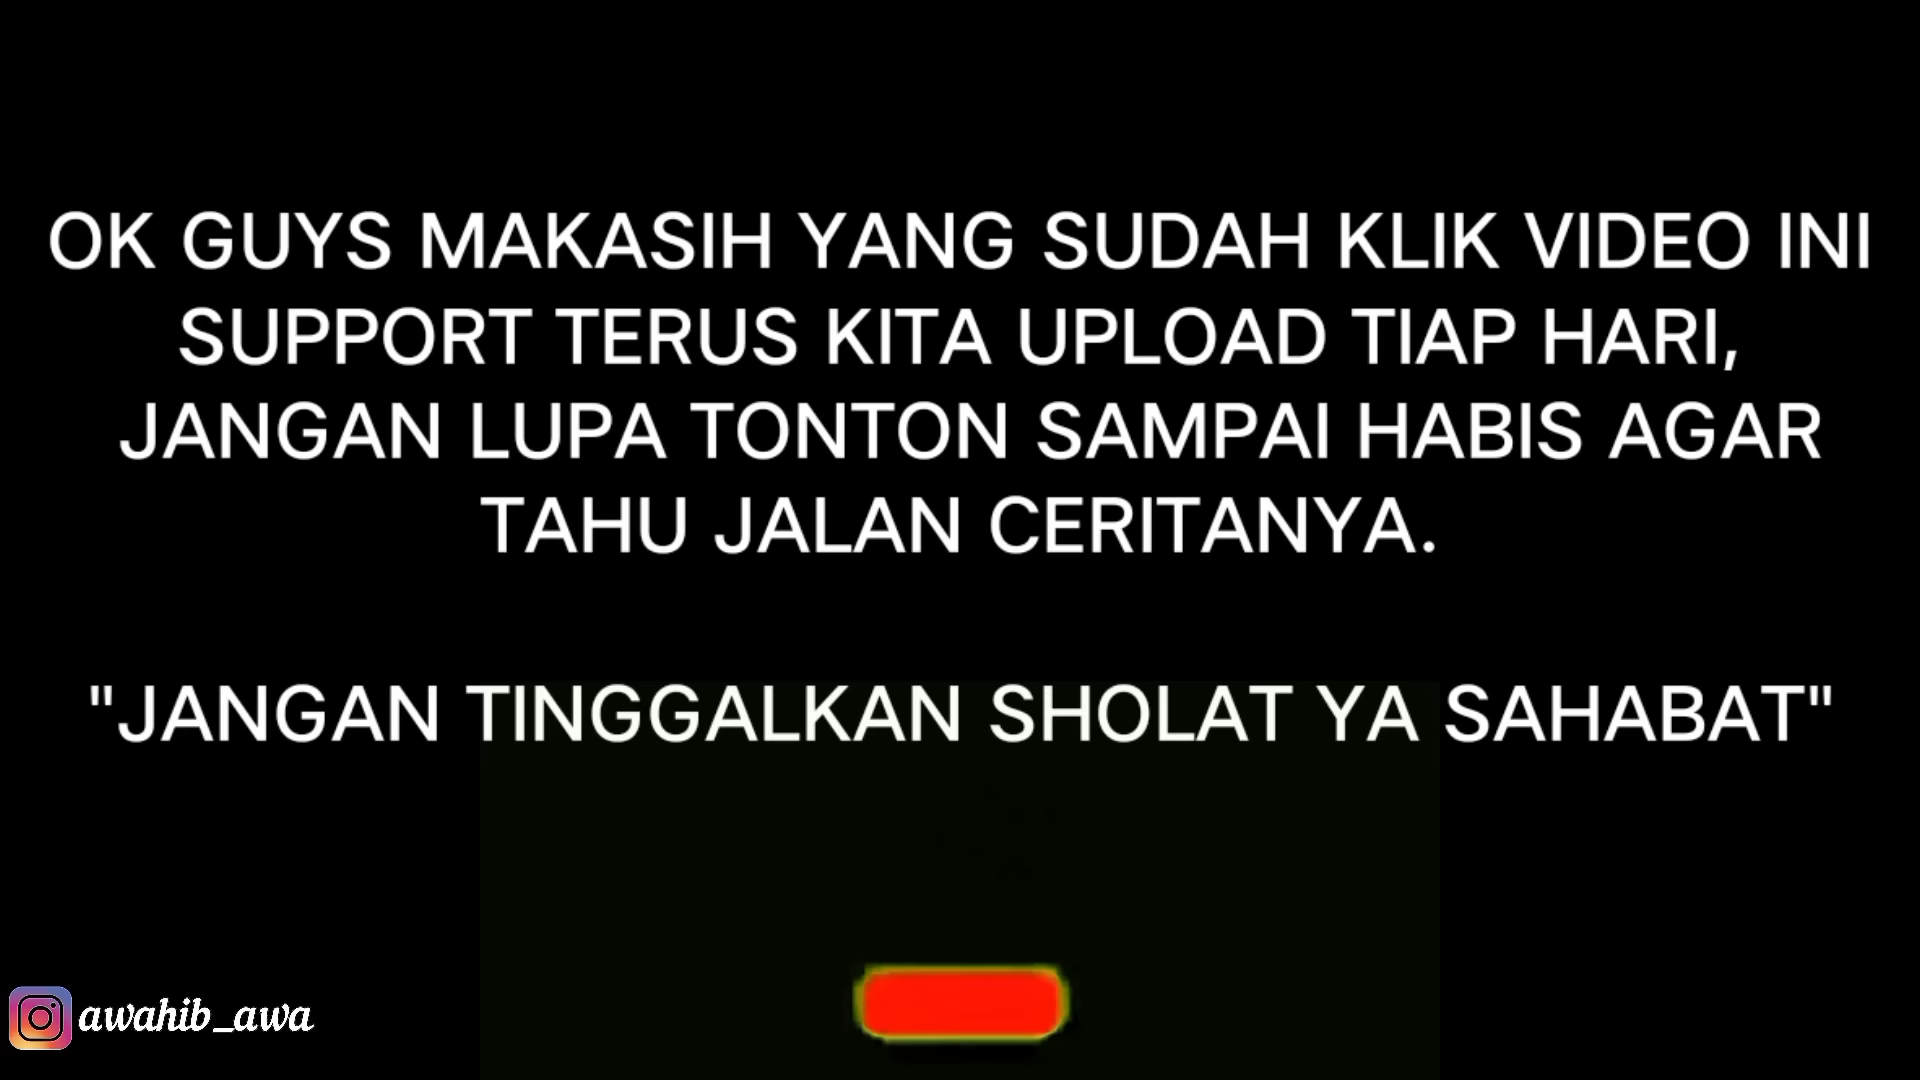 OK GUYS MAKASIH YANG SUDAH KLIK VIDEO INI
SUPPORT TERUS KITA UPLOAD TIAP HARI,
JANGAN LUPA TONTON SAMPAI HABIS AGAR
TAHU JALAN CERITANYA.
"JANGAN TINGGALKAN SHOLAT YA SAHABAT"
awahib_awa